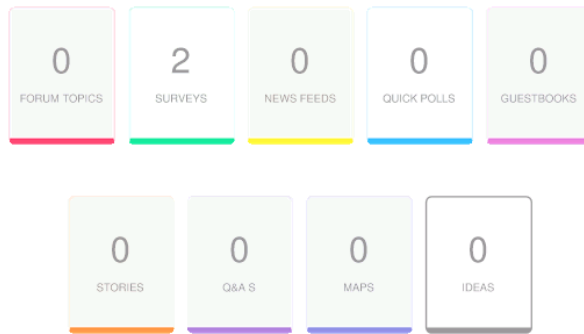 0 2 0 0 0
FORUM TOPICS SURVEYS NEWS FEEDS QUICK POLLS GUESTBOOKS
0 0 0 0
STORIES Q&A S MAPS IDEAS